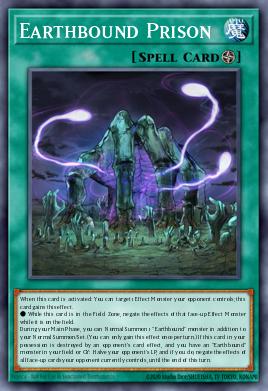 EARTHBOUND PRISON
魔
[SPELL CARD]
When this card is activated: You can target 1 Effect Monster your opponent controls; this
card gains this effect.
● While this card is in the Field Zone, negate the effects of that face-up Effect Monster
while it is on the field.
During your Main Phase, you can Normal Summon 1 "Earthbound" monster in addition to
your Normal Summon/Set. (You can only gain this effect once per turn.) If this card in your
possession is destroyed by an opponent's card effect, and you have an "Earthbound"
monster in your field or GY: Halve your opponent's LP, and if you do, negate the effects of
all face-up cards your opponent currently controls, until the end of this turn.